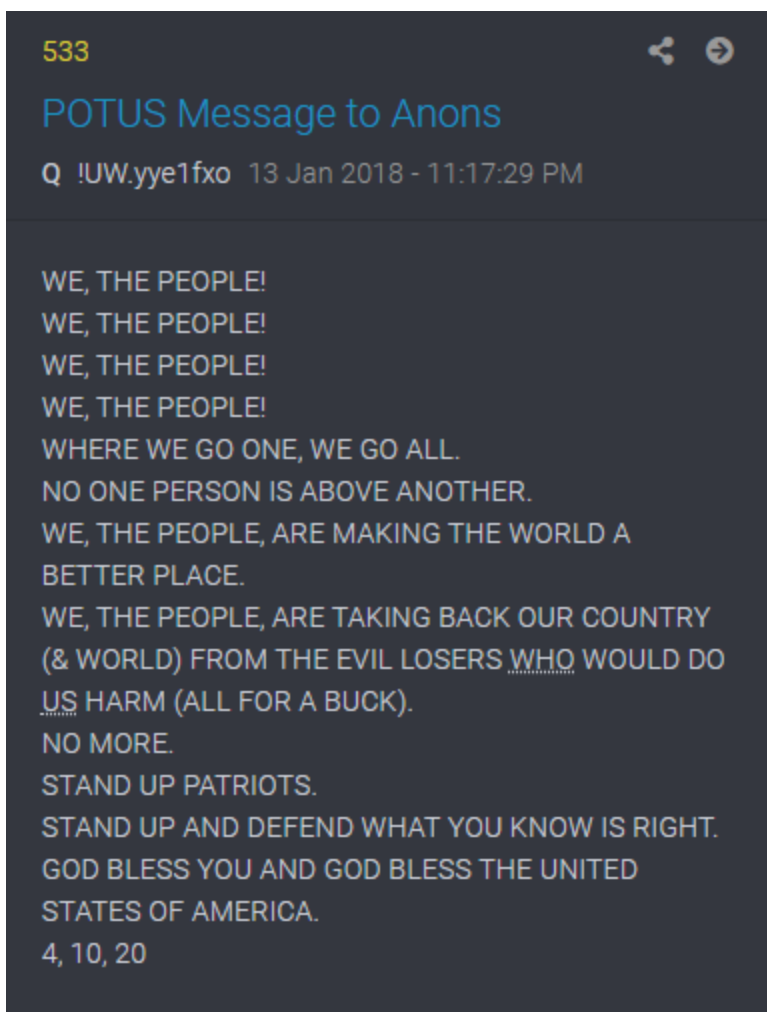 533
POTUS Message to Anons
Q !UW.yye1fxo 13 Jan 2018 - 11:17:29 PM
WE, THE PEOPLE!
WE, THE PEOPLE!
WE, THE PEOPLE!
WE, THE PEOPLE!
WHERE WE GO ONE, WE GO ALL.
NO ONE PERSON IS ABOVE ANOTHER.
WE, THE PEOPLE, ARE MAKING THE WORLD A
BETTER PLACE.
WE, THE PEOPLE, ARE TAKING BACK OUR COUNTRY
(& WORLD) FROM THE EVIL LOSERS WHO WOULD DO
US HARM (ALL FOR A BUCK).
NO MORE.
STAND UP PATRIOTS.
STAND UP AND DEFEND WHAT YOU KNOW IS RIGHT.
GOD BLESS YOU AND GOD BLESS THE UNITED
STATES OF AMERICA.
4, 10, 20